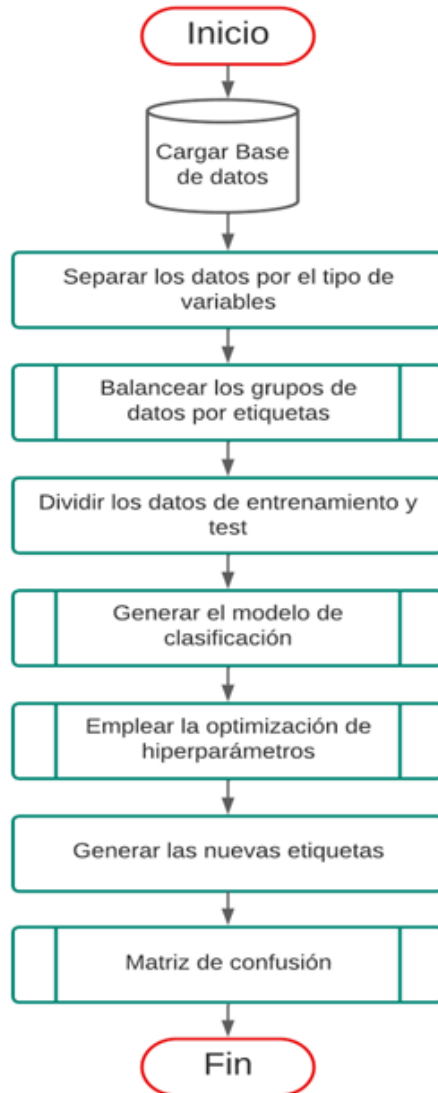 Inicio
Cargar Base
de datos
Separar los datos por el tipo de
variables
Balancear los grupos de
datos por etiquetas
Dividir los datos de entrenamiento y
test
Generar el modelo de
clasificación
Emplear la optimización de
hiperparámetros
Generar las nuevas etiquetas
Matriz de confusión
Fin